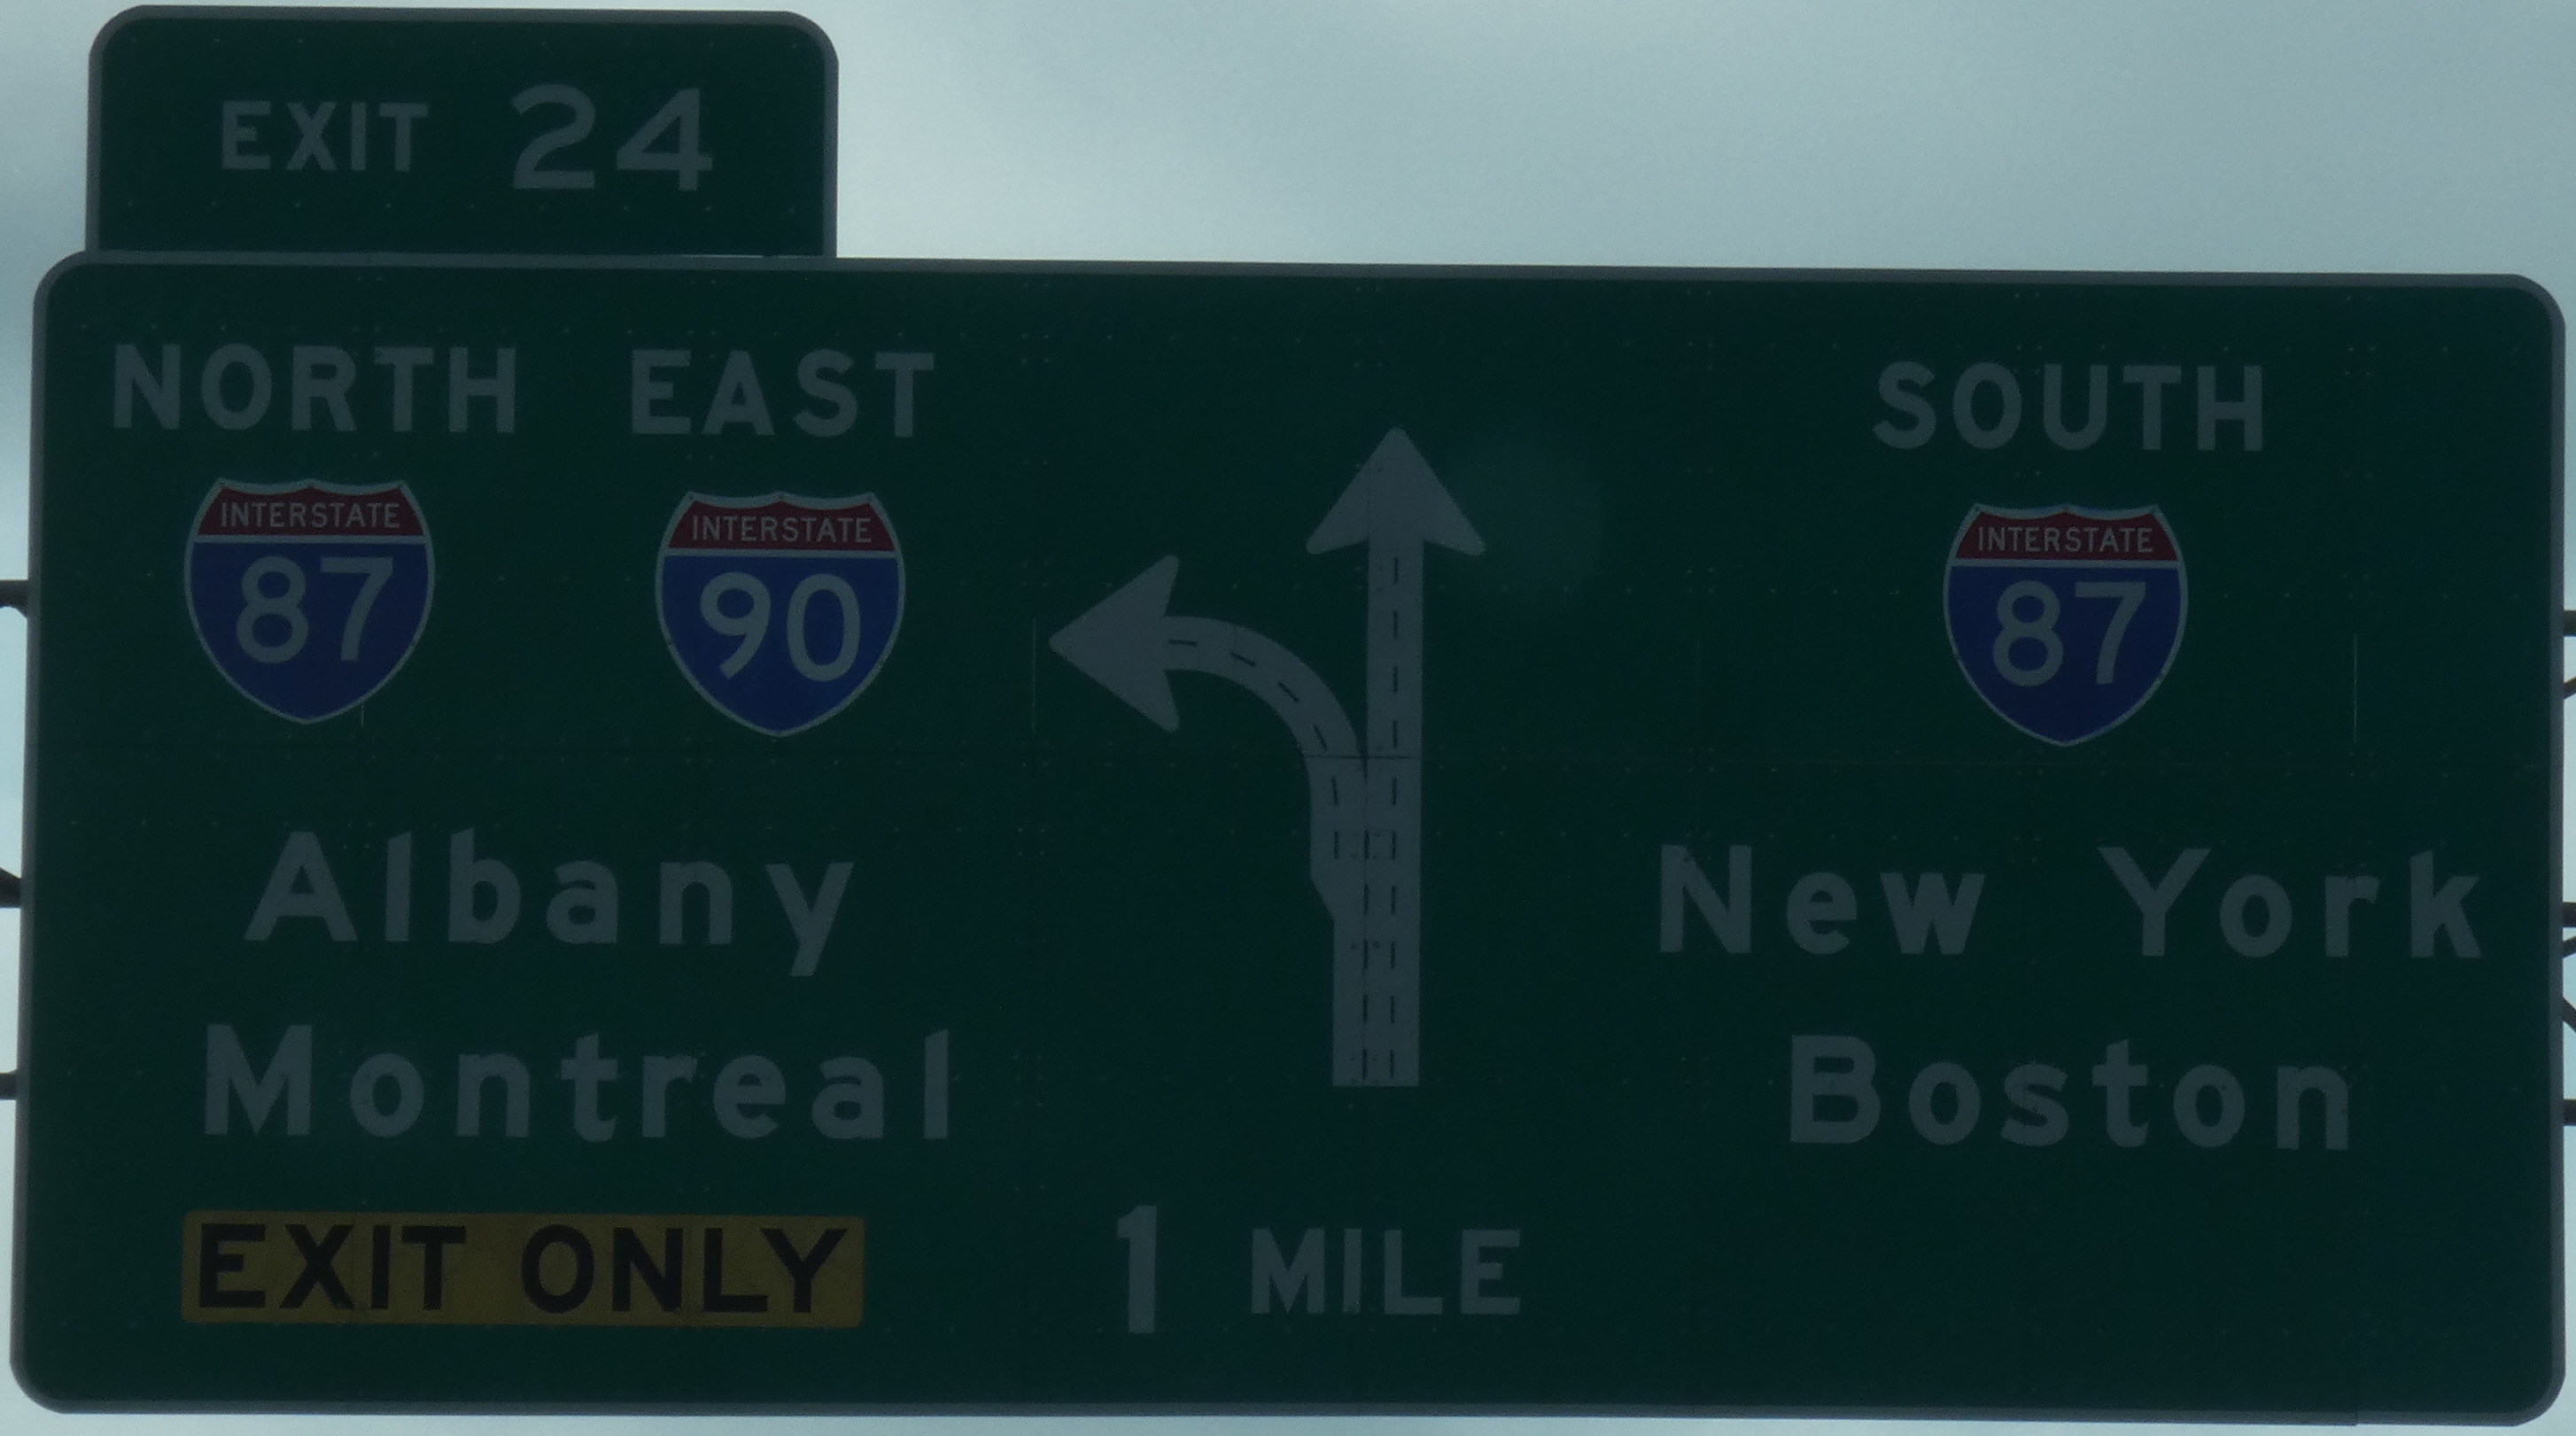 EXIT 24
NORTH EAST
INTERSTATE 87
INTERSTATE 90
Albany
Montreal
EXIT ONLY
1 MILE
SOUTH
INTERSTATE
87
New York
Boston